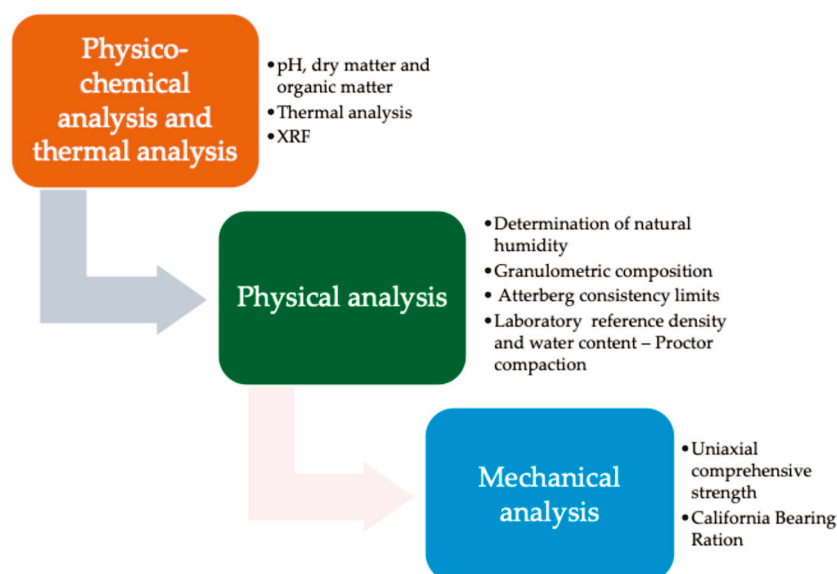 Physico-
chemical
analysis and
thermal analysis
•pH, dry matter and
organic matter
•Thermal analysis
•XRF
Physical analysis
•Determination of natural
humidity
•Granulometric composition
• Atterberg consistency limits
•Laboratory reference density
and water content – Proctor
compaction
Mechanical
analysis
•Uniaxial
comprehensive
strength
•California Bearing
Ration